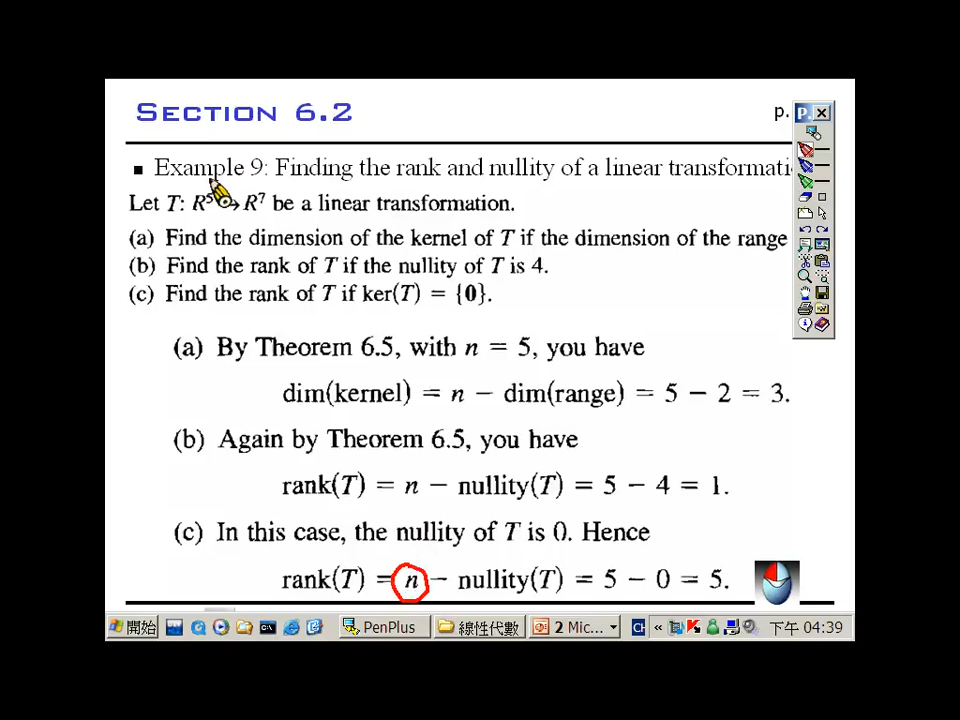 SECTION 6.2
p.
P.
Example 9: Finding the rank and nullity of a linear transformati
Let T: R⁵ → R⁷ be a linear transformation.
(a) Find the dimension of the kernel of T if the dimension of the range
(b) Find the rank of T if the nullity of T is 4.
(c) Find the rank of T if ker(T) = {0}.
(a) By Theorem 6.5, with n = 5, you have
dim(kernel) = n − dim(range) = 5 − 2 = 3.
(b) Again by Theorem 6.5, you have
rank(T) = n − nullity(T) = 5 − 4 = 1.
(c) In this case, the nullity of T is 0. Hence
rank(T) = n − nullity(T) = 5 − 0 = 5.
開始 PenPlus 線性代數 2 Mic... CH « 下午 04:39